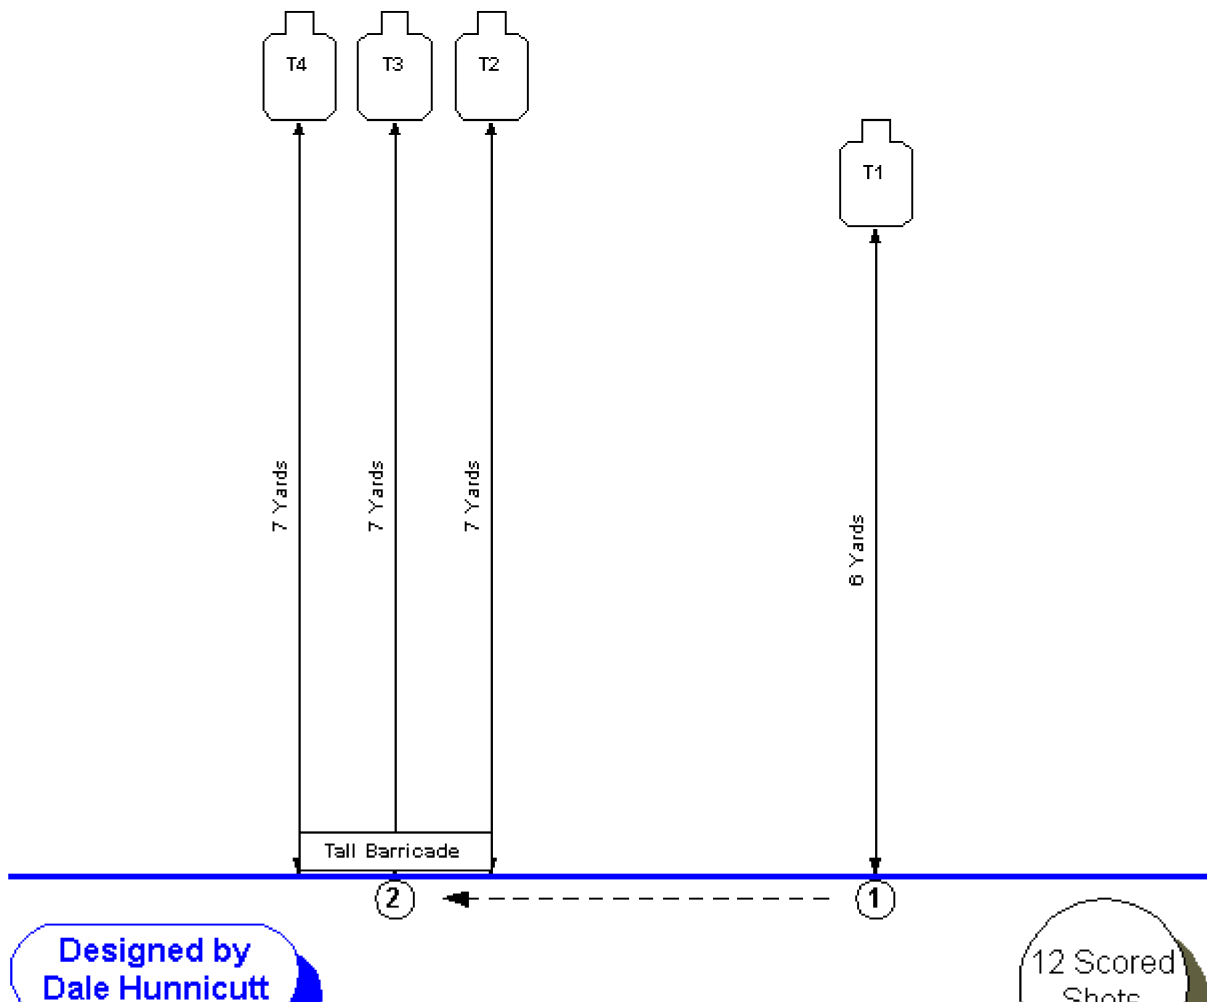 T4
T3
T2
T1
7 Yards
7 Yards
7 Yards
6 Yards
Tall Barricade
2
1
Designed by
Dale Hunnicutt
12 Scored
Shots